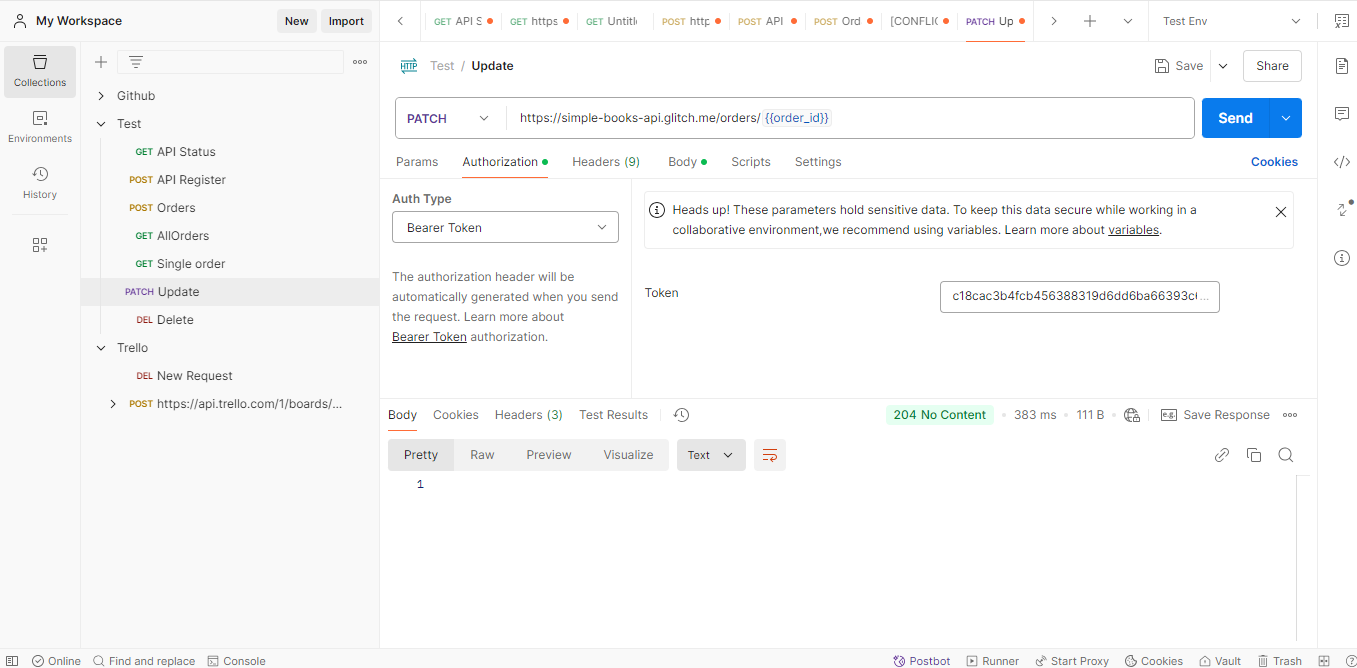 My Workspace
New
Import
GET API S
GET https
GET Untitl
POST http
POST API
POST Ord
[CONFLIC
PATCH Up
Test Env
Collections
Environments
History
Github
Test
GET API Status
POST API Register
POST Orders
GET AllOrders
GET Single order
PATCH Update
DEL Delete
Trello
DEL New Request
POST https://api.trello.com/1/boards/...
HTTP
Test / Update
Save
Share
PATCH
https://simple-books-api.glitch.me/orders/ {{order_id}}
Send
Params
Authorization
Headers (9)
Body
Scripts
Settings
Cookies
Auth Type
Bearer Token
The authorization header will be
automatically generated when you send
the request. Learn more about
Bearer Token authorization.
Heads up! These parameters hold sensitive data. To keep this data secure while working in a
collaborative environment,we recommend using variables. Learn more about variables.
Token
c18cac3b4fcb456388319d6dd6ba66393c...
Body
Cookies
Headers (3)
Test Results
204 No Content
383 ms
111 B
e.g.
Save Response
Pretty
Raw
Preview
Visualize
Text
1
Online
Find and replace
Console
Postbot
Runner
Start Proxy
Cookies
Vault
Trash